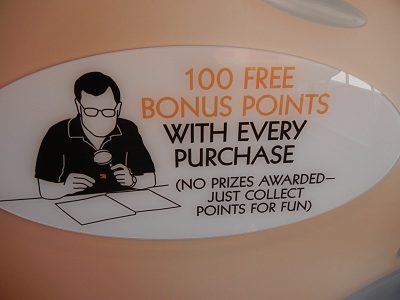 100 FREE
BONUS POINTS
WITH EVERY
PURCHASE
(NO PRIZES AWARDED—
JUST COLLECT
POINTS FOR FUN)